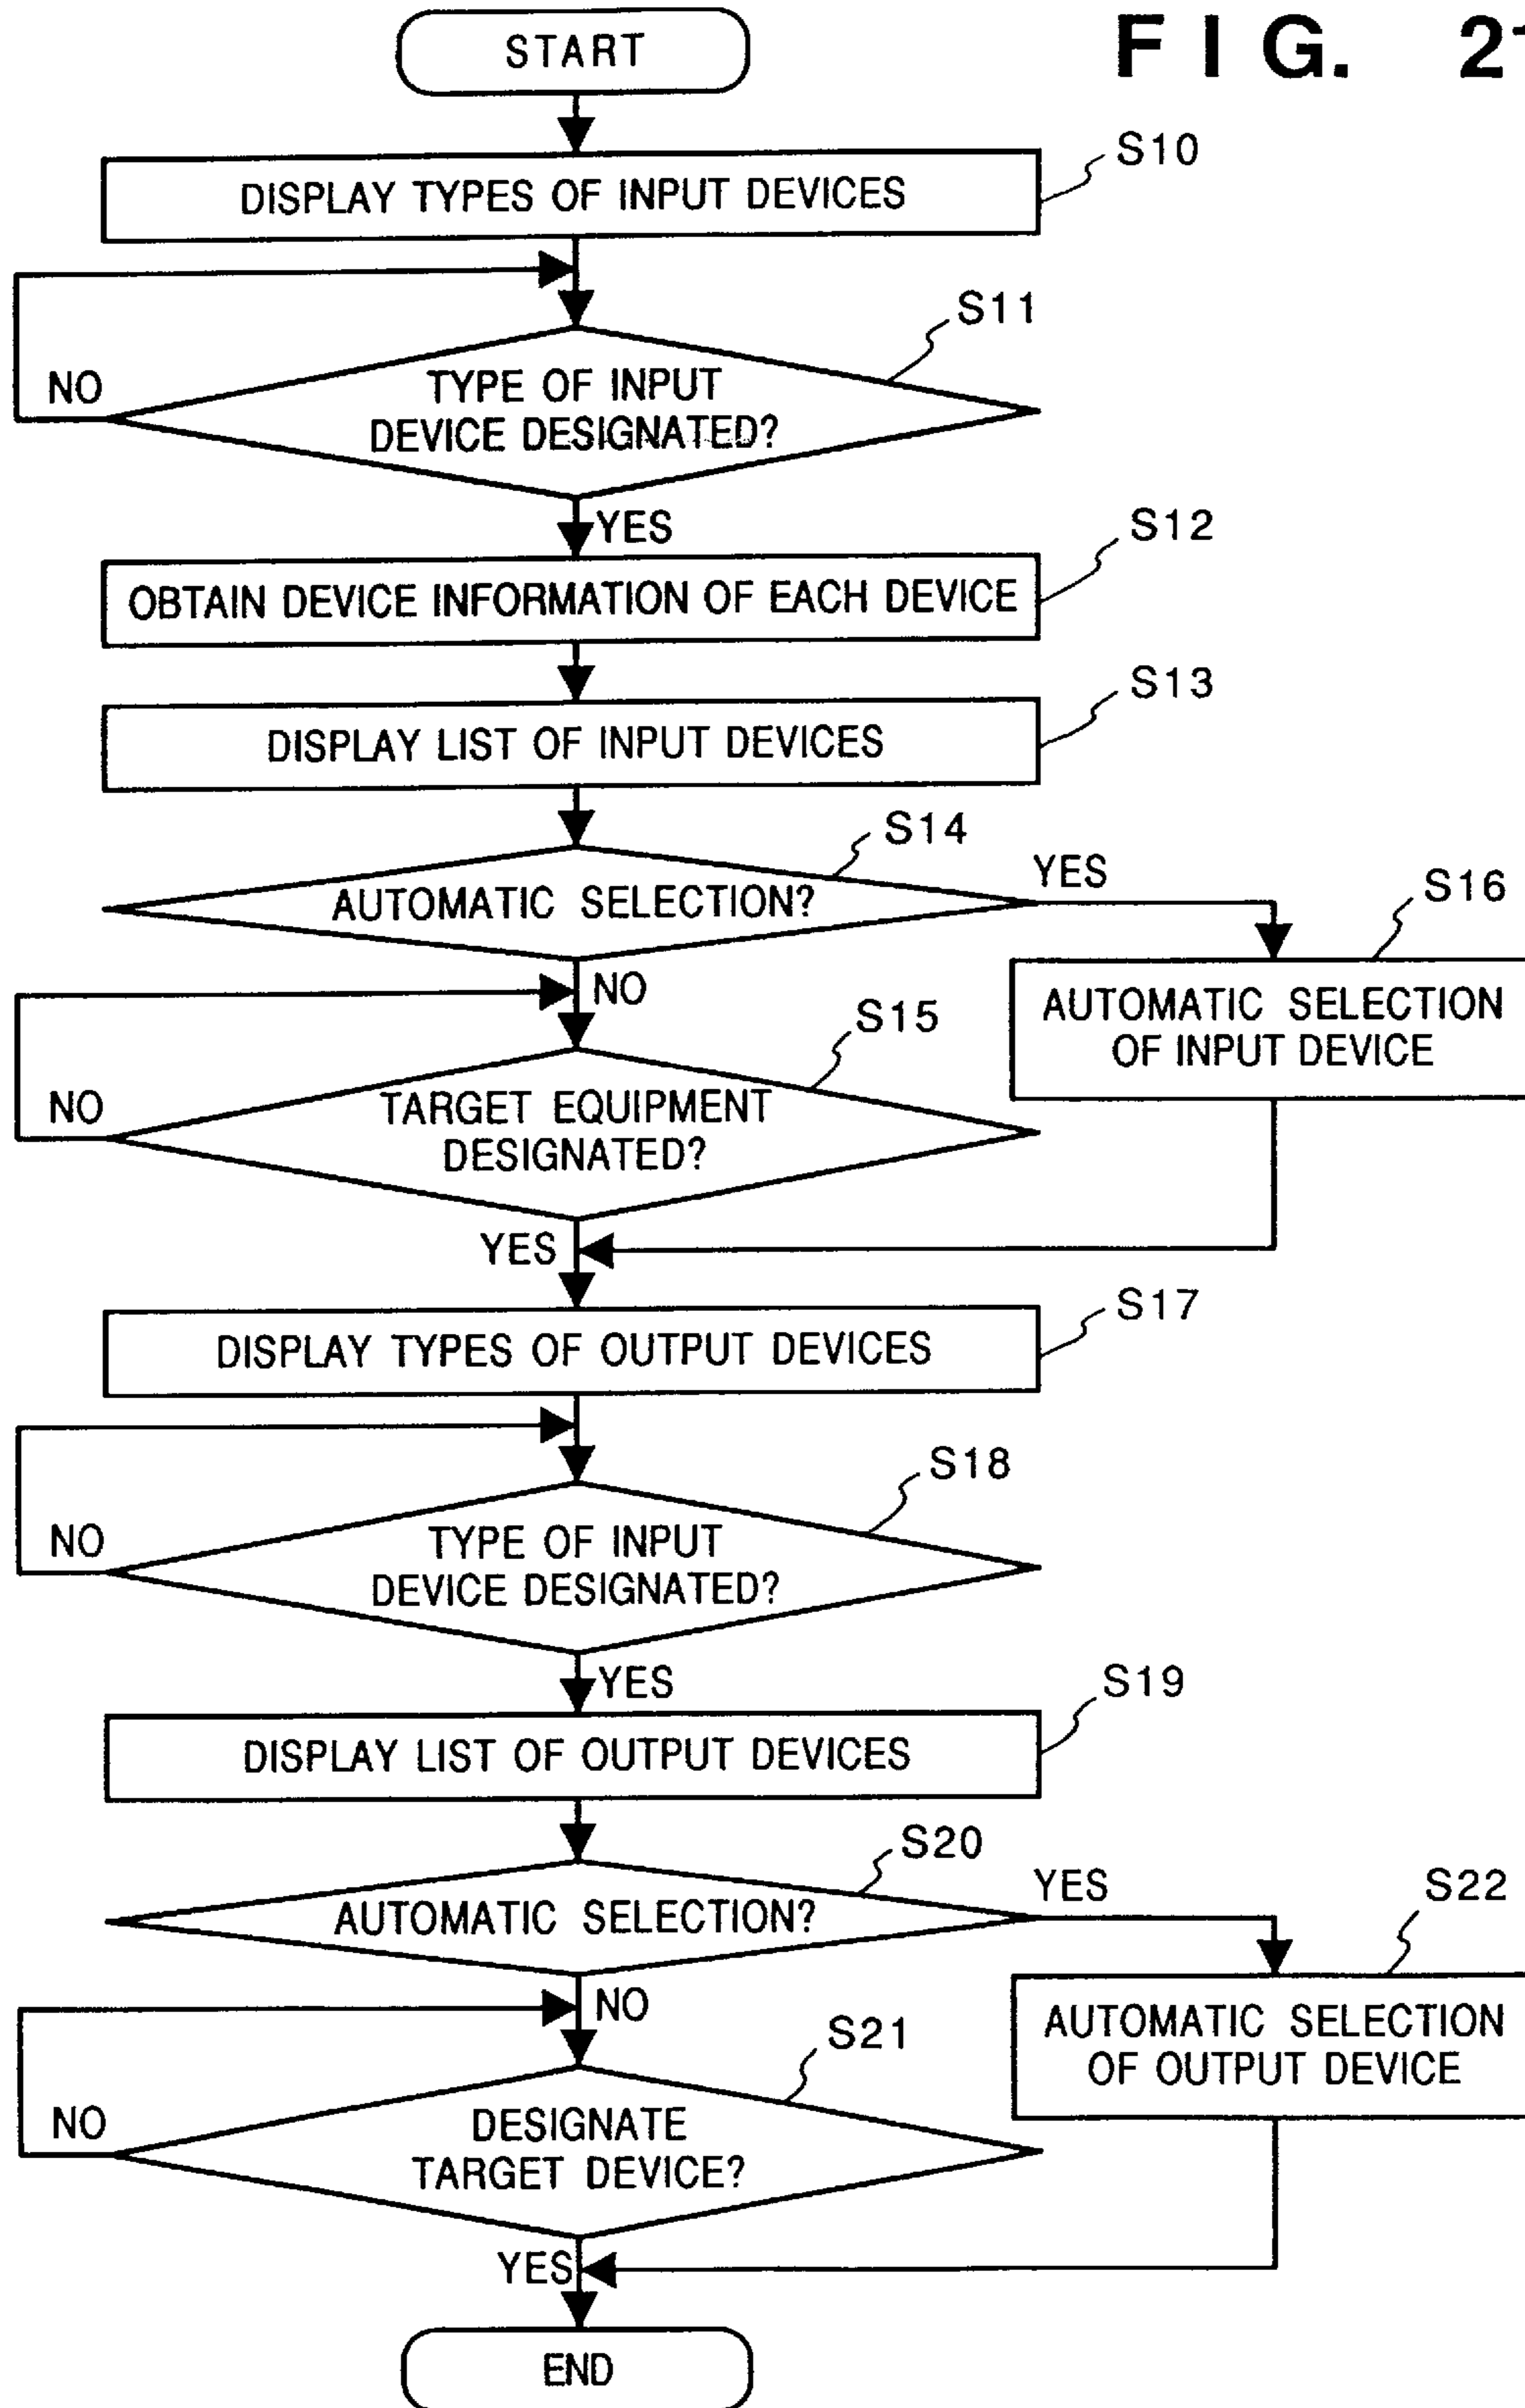 START
FIG. 21
DISPLAY TYPES OF INPUT DEVICES
S10
S11
NO
TYPE OF INPUT
DEVICE DESIGNATED?
YES
S12
OBTAIN DEVICE INFORMATION OF EACH DEVICE
S13
DISPLAY LIST OF INPUT DEVICES
S14
AUTOMATIC SELECTION?
YES
S16
NO
AUTOMATIC SELECTION
OF INPUT DEVICE
S15
NO
TARGET EQUIPMENT
DESIGNATED?
YES
S17
DISPLAY TYPES OF OUTPUT DEVICES
S18
NO
TYPE OF INPUT
DEVICE DESIGNATED?
YES
S19
DISPLAY LIST OF OUTPUT DEVICES
S20
AUTOMATIC SELECTION?
YES
S22
NO
AUTOMATIC SELECTION
OF OUTPUT DEVICE
S21
NO
DESIGNATE
TARGET DEVICE?
YES
END